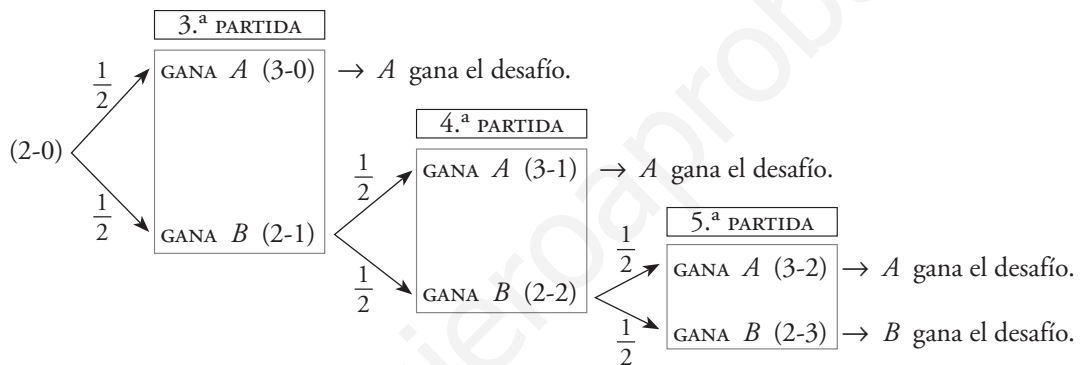 3.ª PARTIDA
1/2 GANA A (3-0) → A gana el desafío.
4.ª PARTIDA
(2-0)
1/2 GANA A (3-1) → A gana el desafío.
1/2 GANA B (2-1)
5.ª PARTIDA
1/2 GANA A (3-2) → A gana el desafío.
1/2 GANA B (2-2)
1/2 GANA B (2-3) → B gana el desafío.